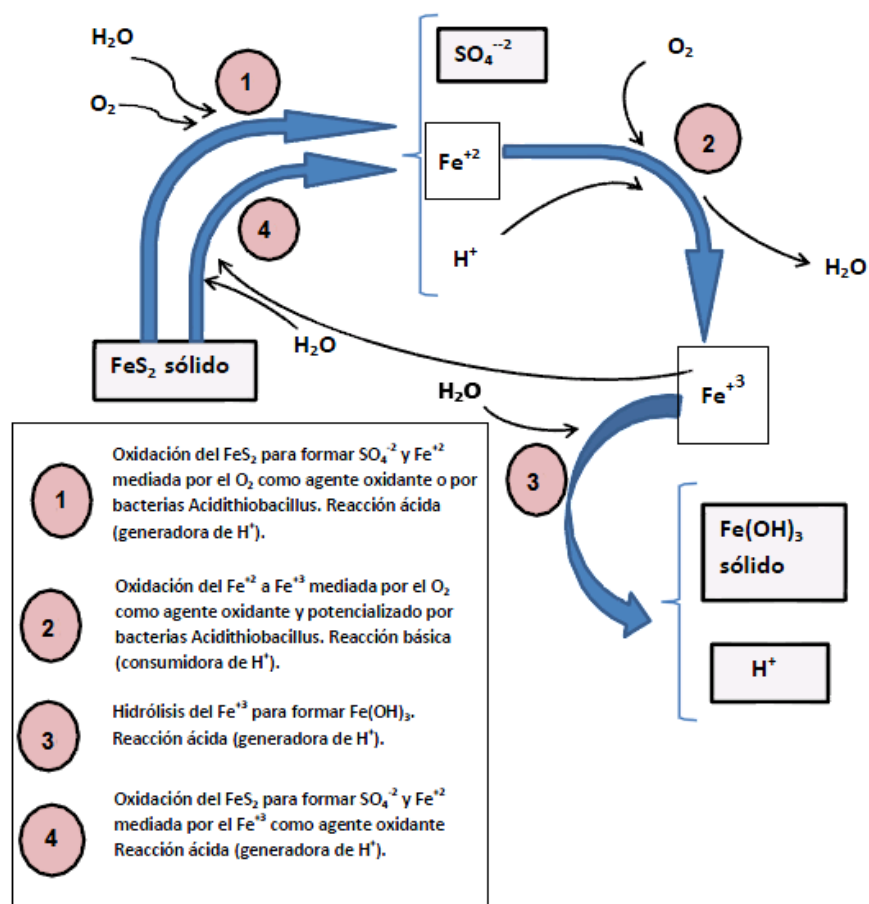 H₂O
1
O₂
SO₄⁻⁻²
O₂
2
Fe⁺²
4
H⁺
H₂O
H₂O
FeS₂ sólido
H₂O
Fe⁺³
3
Fe(OH)₃
sólido
H⁺
1
Oxidación del FeS₂ para formar SO₄⁻² y Fe⁺²
mediada por el O₂ como agente oxidante o por
bacterias Acidithiobacillus. Reacción ácida
(generadora de H⁺).
2
Oxidación del Fe⁺² a Fe⁺³ mediada por el O₂
como agente oxidante y potencializado por
bacterias Acidithiobacillus. Reacción básica
(consumidora de H⁺).
3
Hidrólisis del Fe⁺³ para formar Fe(OH)₃.
Reacción ácida (generadora de H⁺).
4
Oxidación del FeS₂ para formar SO₄⁻² y Fe⁺²
mediada por el Fe⁺³ como agente oxidante
Reacción ácida (generadora de H⁺).